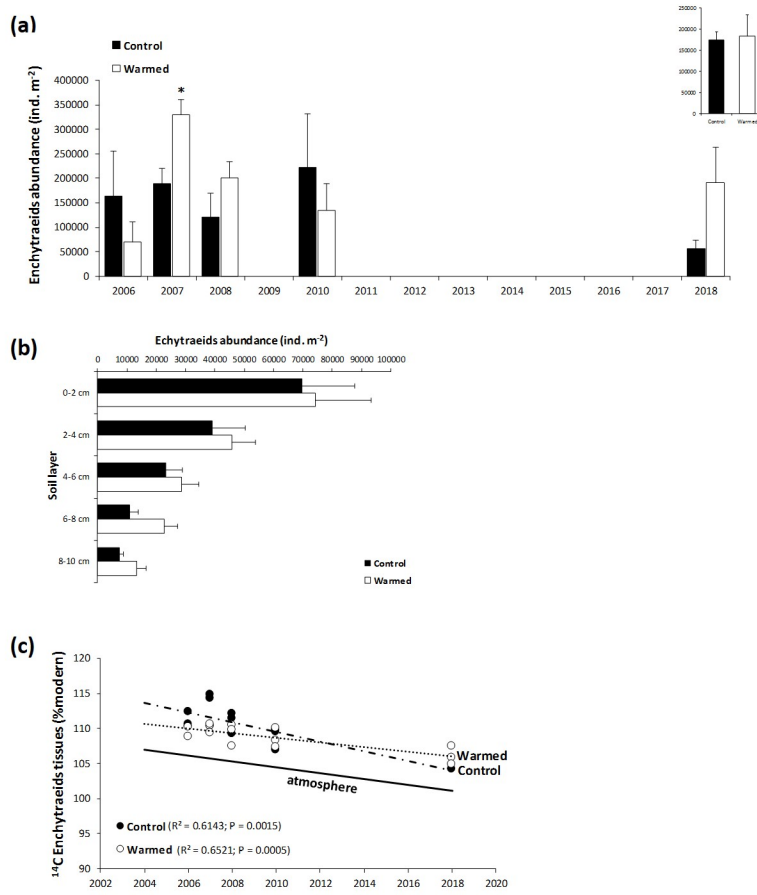 (a)
Control
Warmed
Enchytraeids abundance (ind. m-2)
400000
350000
300000
250000
200000
150000
100000
50000
0
*
2006 2007 2008 2009 2010 2011 2012 2013 2014 2015 2016 2017 2018
250000
200000
150000
100000
50000
0
Control Warmed
(b)
Echytraeids abundance (ind. m-2)
0 10000 20000 30000 40000 50000 60000 70000 80000 90000 100000
Soil layer
0-2 cm
2-4 cm
4-6 cm
6-8 cm
8-10 cm
Control
Warmed
(c)
14C Enchytraeids tissues (%modern)
120
115
110
105
100
95
90
Warmed
Control
atmosphere
Control (R² = 0.6143; P = 0.0015)
Warmed (R² = 0.6521; P = 0.0005)
2002 2004 2006 2008 2010 2012 2014 2016 2018 2020